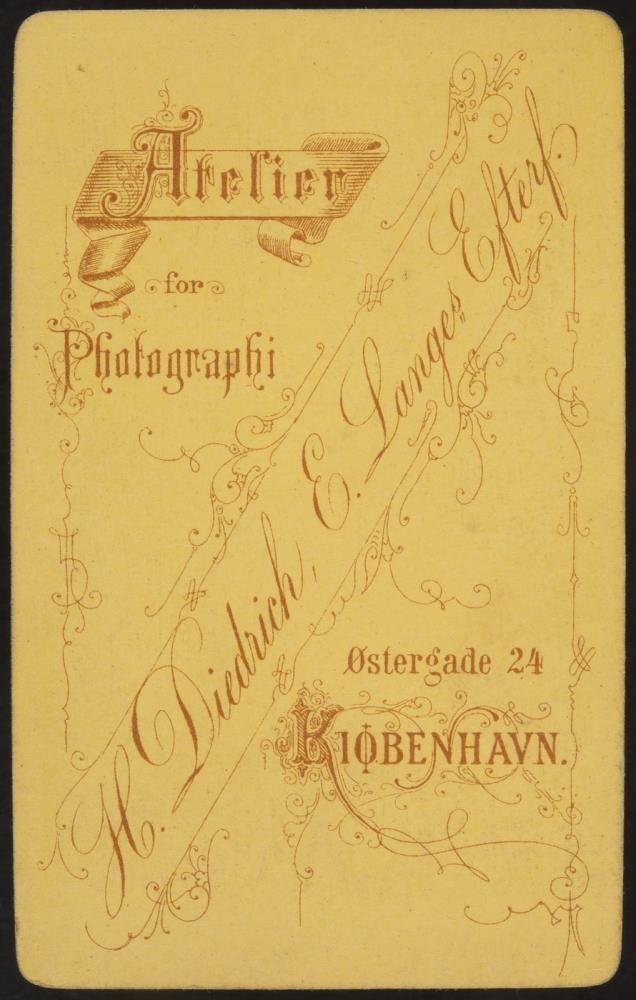 Atelier
for
Photographi
H. Diedrich, E. Langes Efterf.
Østergade 24
KIØBENHAVN.